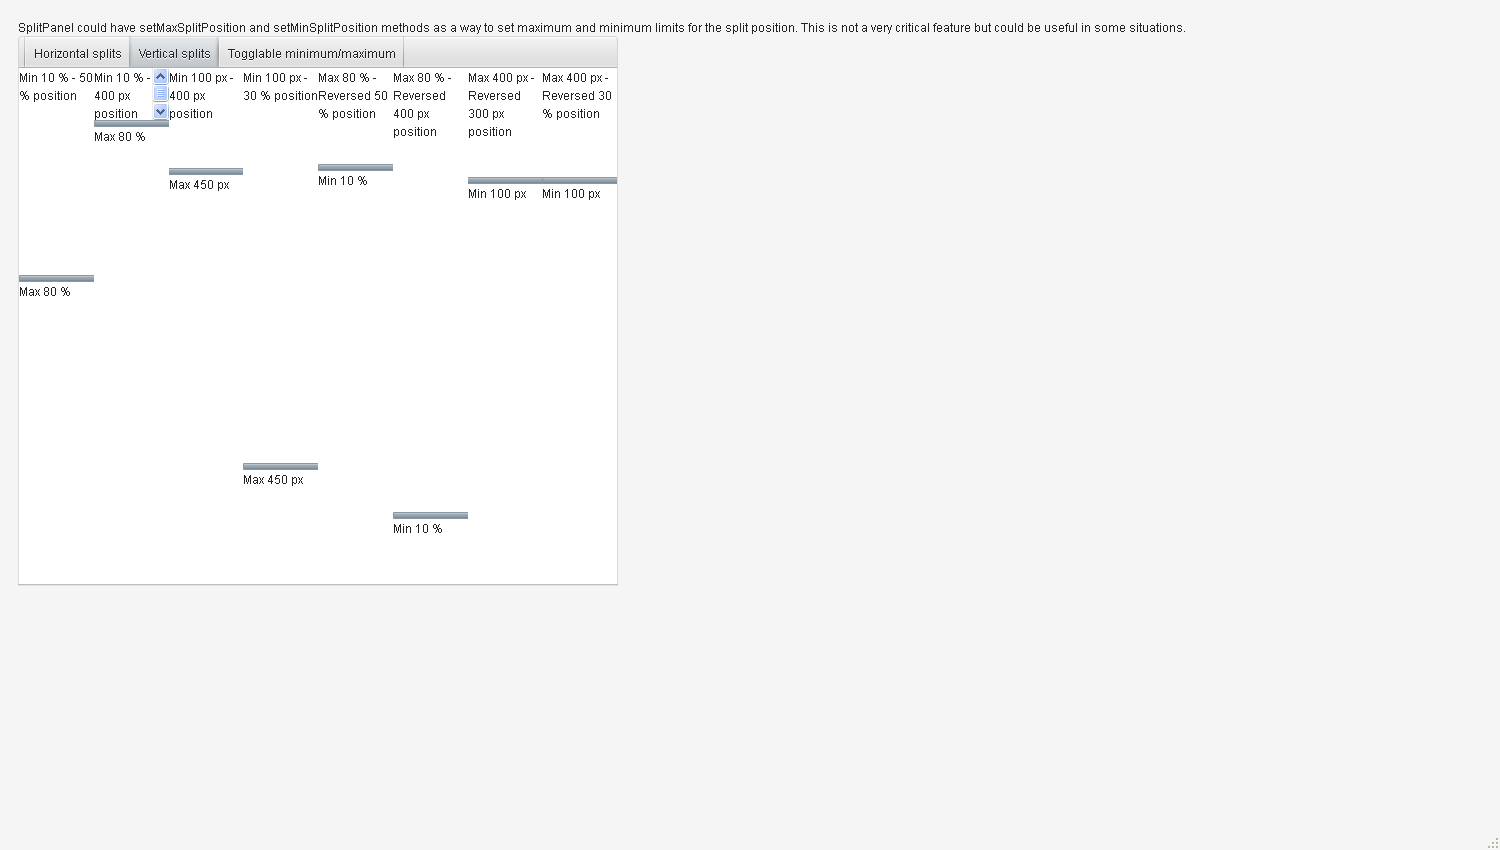 SplitPanel could have setMaxSplitPosition and setMinSplitPosition methods as a way to set maximum and minimum limits for the split position. This is not a very critical feature but could be useful in some situations.
Horizontal splits
Vertical splits
Togglable minimum/maximum
Min 10 % - 50
% position
Max 80 %
Min 10 % -
400 px
position
Max 80 %
Min 100 px -
400 px
position
Max 450 px
Min 100 px -
30 % position
Max 450 px
Max 80 % -
Reversed 50
% position
Min 10 %
Max 80 % -
Reversed
400 px
position
Min 10 %
Max 400 px -
Reversed
300 px
position
Min 100 px
Max 400 px -
Reversed 30
% position
Min 100 px